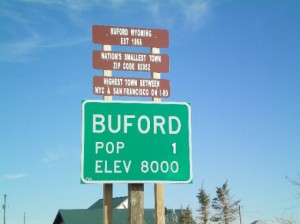 BUFORD WYOMING
EST 1866
NATION'S SMALLEST TOWN
ZIP CODE 82052
HIGHEST TOWN BETWEEN
NYC & SAN FRANCISCO ON I-80
BUFORD
POP 1
ELEV 8000